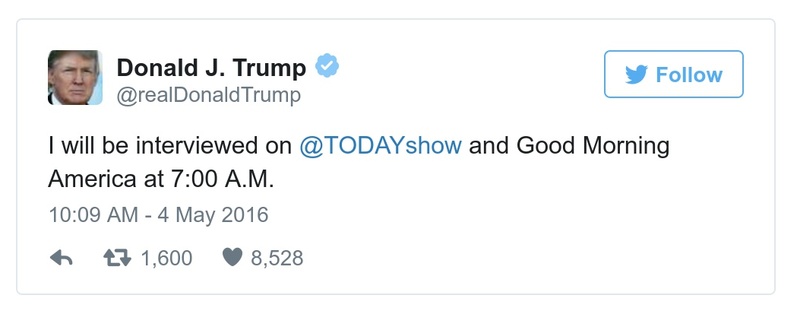 Donald J. Trump
@realDonaldTrump
Follow
I will be interviewed on @TODAYshow and Good Morning
America at 7:00 A.M.
10:09 AM - 4 May 2016
1,600 8,528